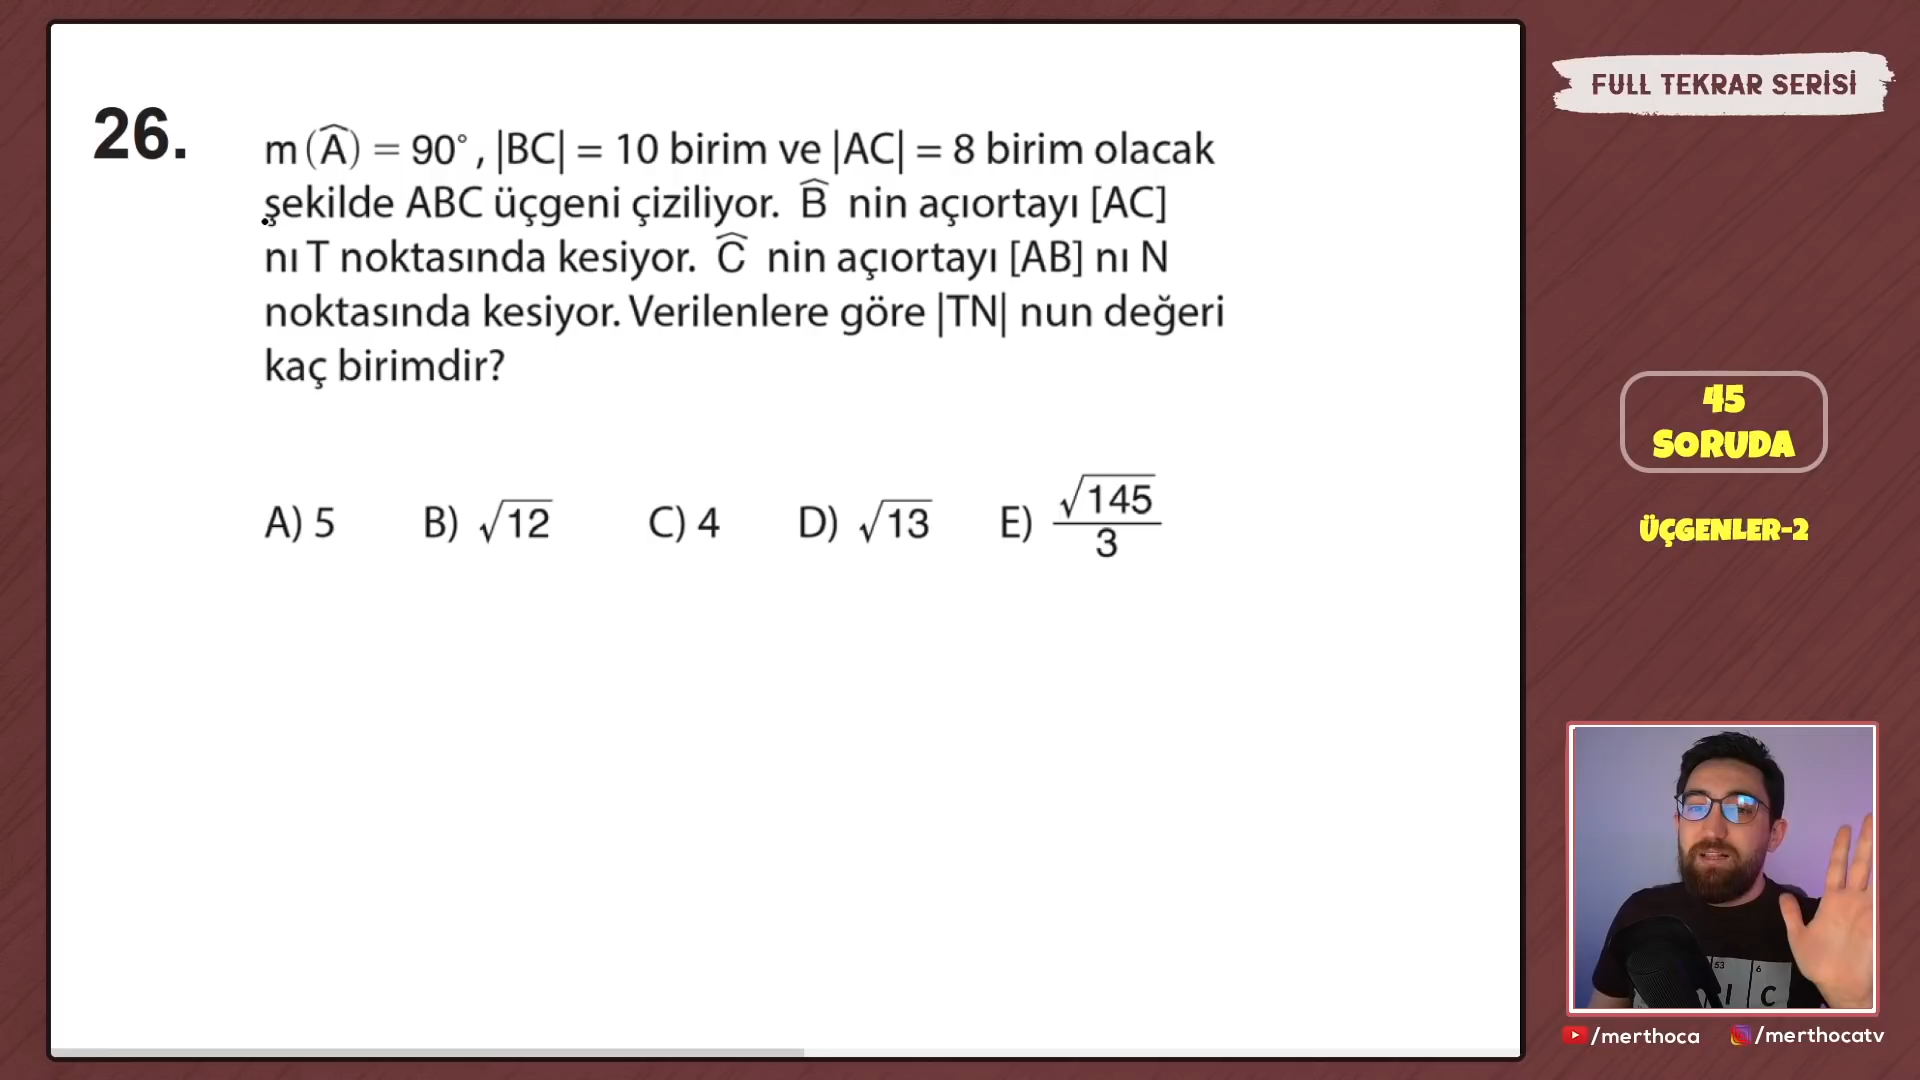 26.
m(Â) = 90°, |BC| = 10 birim ve |AC| = 8 birim olacak
şekilde ABC üçgeni çiziliyor. B̂ nin açıortayı [AC]
nı T noktasında kesiyor. Ĉ nin açıortayı [AB] nı N
noktasında kesiyor. Verilenlere göre |TN| nun değeri
kaç birimdir?
A) 5 B) √12 C) 4 D) √13 E) √145/3
FULL TEKRAR SERİSİ
45
SORUDA
ÜÇGENLER-2
53 6
I C
/merthoca /merthocatv